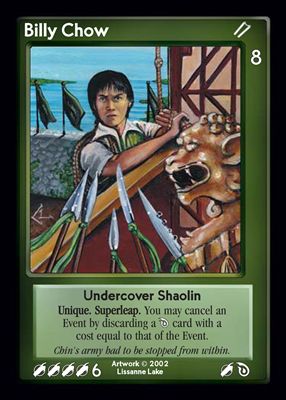 Billy Chow
8
Undercover Shaolin
Unique. Superleap. You may cancel an
Event by discarding a card with a
cost equal to that of the Event.
Chin's army had to be stopped from within.
6
Artwork © 2002
Lissanne Lake